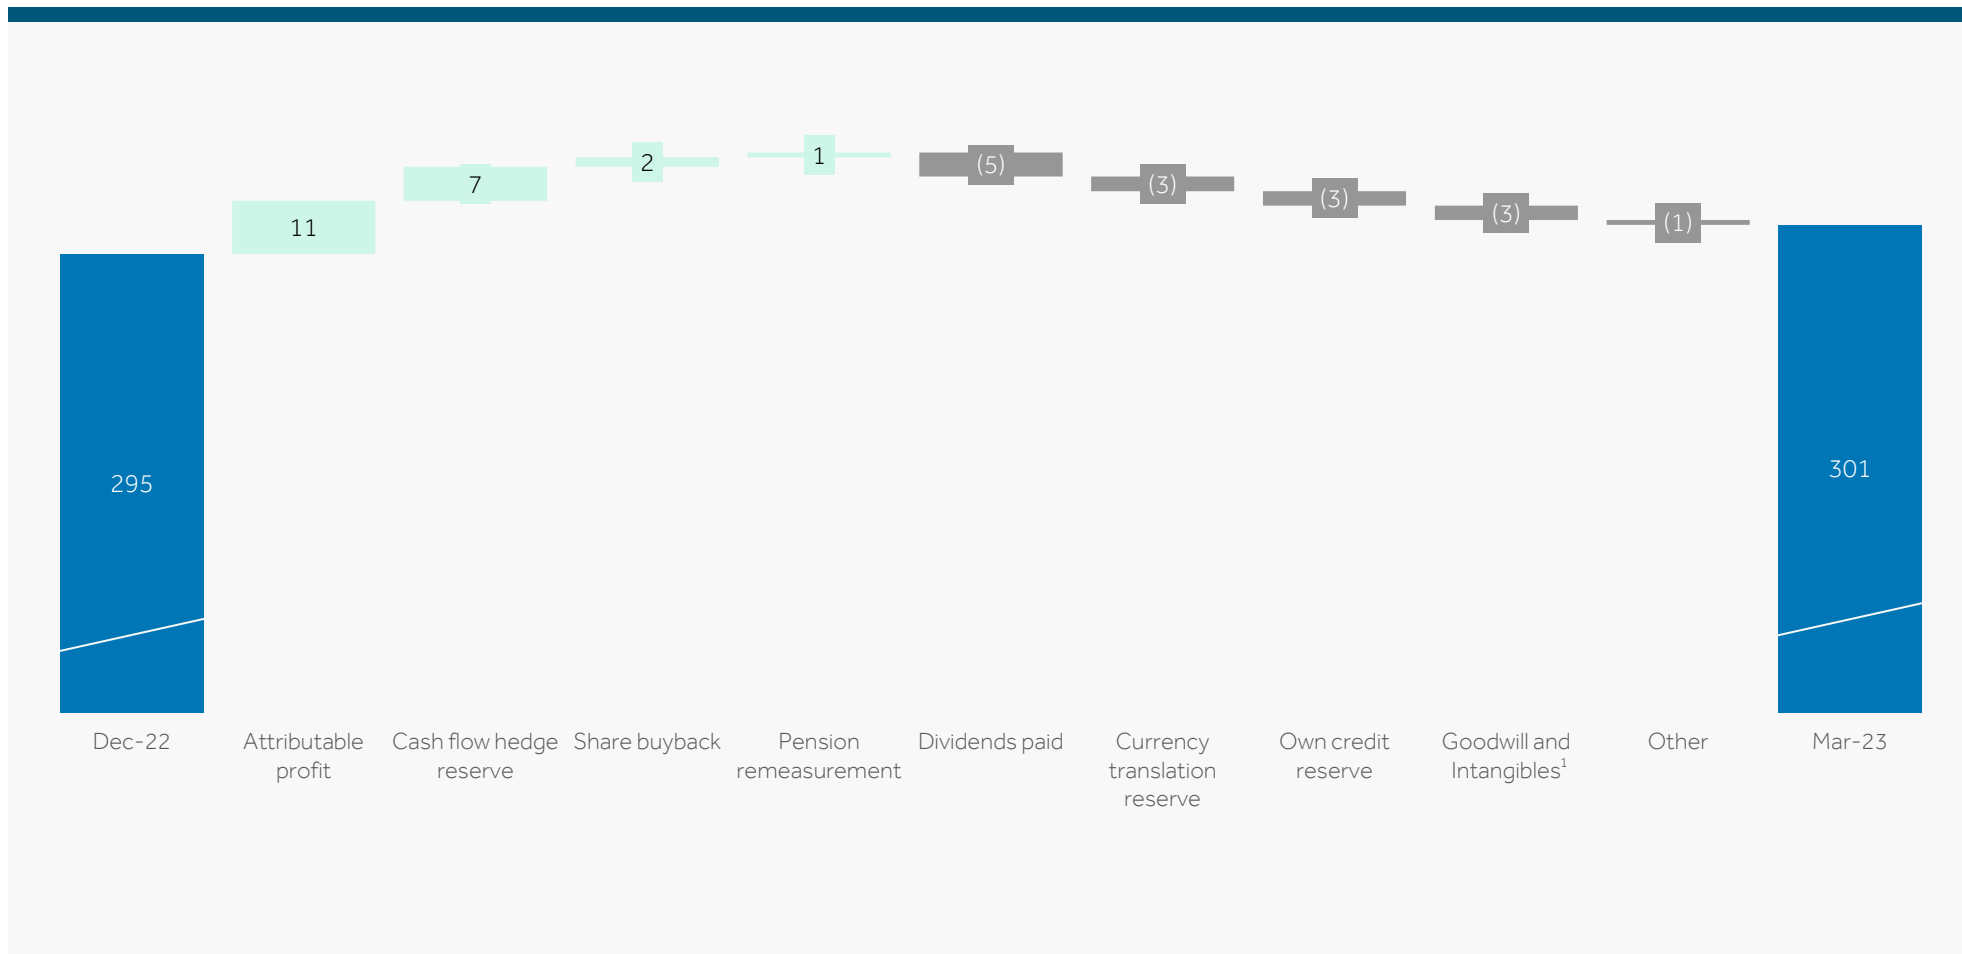 1
2
(5)
7
(3)
(3)
(3)
(1)
11
295
301
Dec-22
Attributable
profit
Cash flow hedge
reserve
Share buyback
Pension
remeasurement
Dividends paid
Currency
translation
reserve
Own credit
reserve
Goodwill and
Intangibles¹
Other
Mar-23